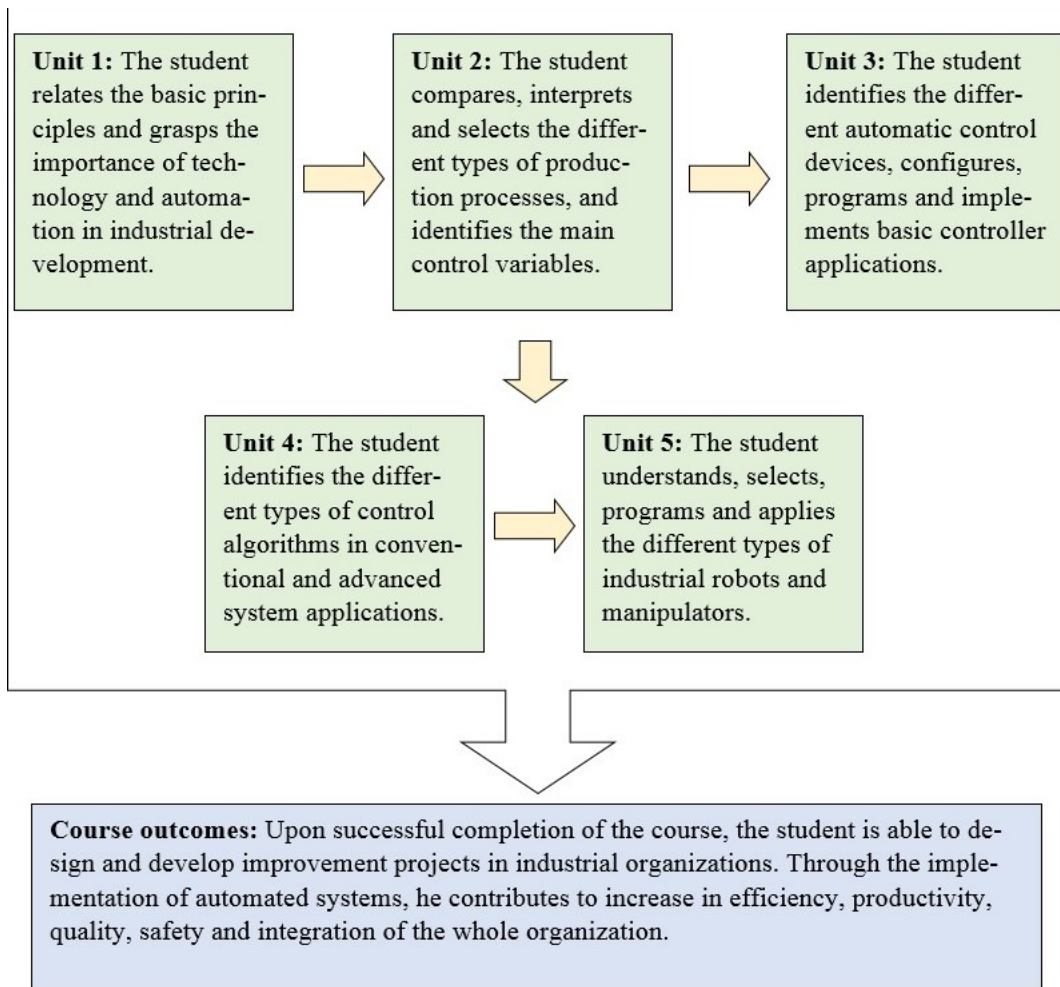 Unit 1: The student
relates the basic prin-
ciples and grasps the
importance of tech-
nology and automa-
tion in industrial de-
velopment.
Unit 2: The student
compares, interprets
and selects the differ-
ent types of produc-
tion processes, and
identifies the main
control variables.
Unit 3: The student
identifies the differ-
ent automatic control
devices, configures,
programs and imple-
ments basic controller
applications.
Unit 4: The student
identifies the differ-
ent types of control
algorithms in conven-
tional and advanced
system applications.
Unit 5: The student
understands, selects,
programs and applies
the different types of
industrial robots and
manipulators.
Course outcomes: Upon successful completion of the course, the student is able to de-
sign and develop improvement projects in industrial organizations. Through the imple-
mentation of automated systems, he contributes to increase in efficiency, productivity,
quality, safety and integration of the whole organization.